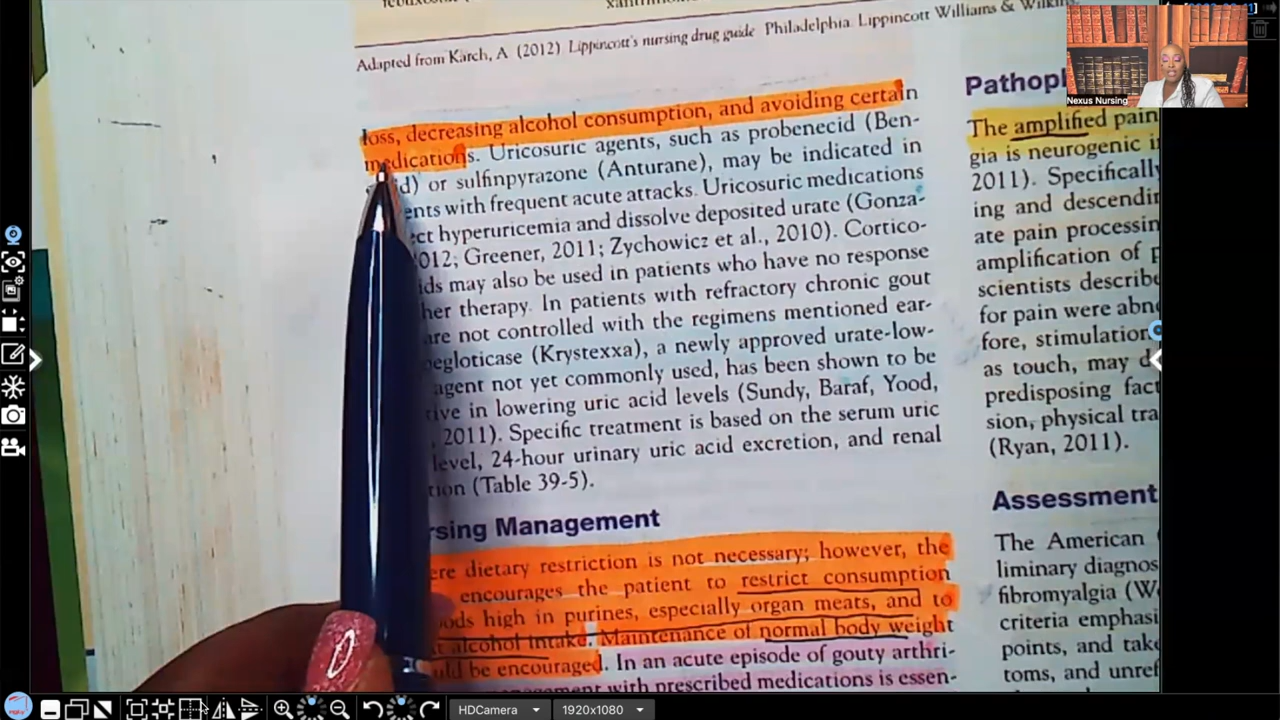 Adapted from Karch, A (2012) Lippincott's nursing drug guide Philadelphia Lippincott Williams &
loss, decreasing alcohol consumption, and avoiding certain
medications. Uricosuric agents, such as probenecid (Ben-
or sulfinpyrazone (Anturane), may be indicated in
with frequent acute attacks. Uricosuric medications
hyperuricemia and dissolve deposited urate (Gonza-
012; Greener, 2011; Zychowicz et al., 2010). Cortico-
may also be used in patients who have no response
therapy. In patients with refractory chronic gout
are not controlled with the regimens mentioned ear-
pegloticase (Krystexxa), a newly approved urate-low-
agent not yet commonly used, has been shown to be
in lowering uric acid levels (Sundy, Baraf, Yood,
2011). Specific treatment is based on the serum uric
level, 24-hour urinary uric acid excretion, and renal
(Table 39-5).
rsing Management
ere dietary restriction is not necessary; however, the
encourages the patient to restrict consumption
ods high in purines, especially organ meats, and to
alcohol intake. Maintenance of normal body weight
uld be encouraged. In an acute episode of gouty arthri-
with prescribed medications is essen-
Pathop
The amplified pain
gia is neurogenic i
2011). Specifically
ing and descendi
ate pain processin
amplification of p
scientists describe
for pain were abn
fore, stimulation
as touch, may d
predisposing fact
sion, physical tra
(Ryan, 2011).
Assessment
The American
liminary diagnos
fibromyalgia (W
criteria emphasi
points, and take
toms, and unref
Nexus Nursing
HDCamera
1920x1080